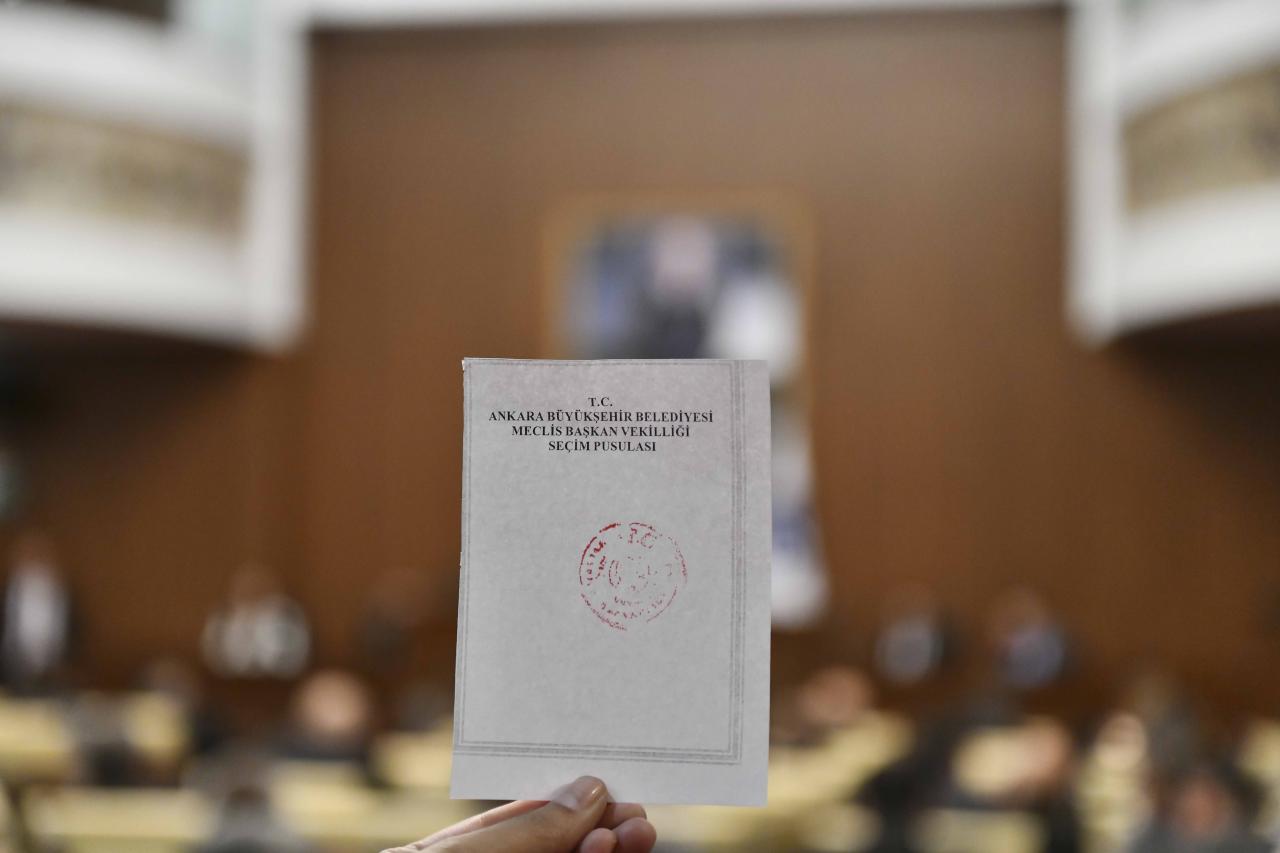 T.C.
ANKARA BÜYÜKŞEHİR BELEDİYESİ
MECLİS BAŞKAN VEKİLLİĞİ
SEÇİM PUSULASI
T.C.